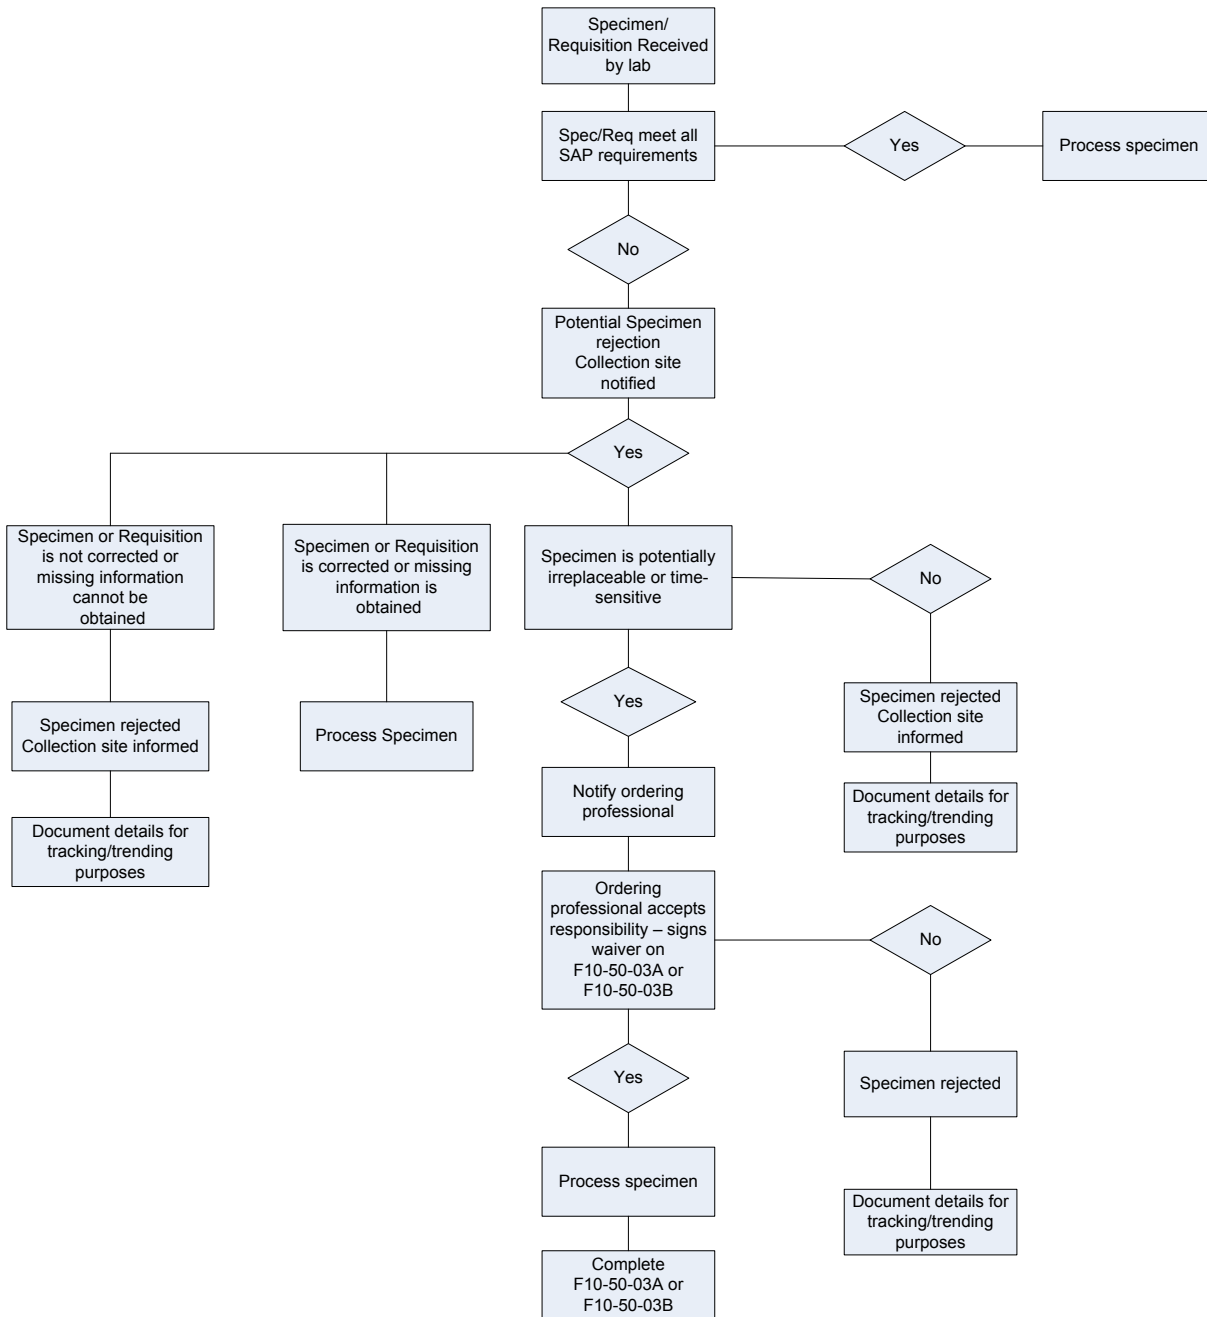 Specimen/
Requisition Received
by lab
Spec/Req meet all
SAP requirements
Yes
Process specimen
No
Potential Specimen
rejection
Collection site
notified
Yes
Specimen or Requisition
is not corrected or
missing information
cannot be
obtained
Specimen or Requisition
is corrected or missing
information is
obtained
Specimen is potentially
irreplaceable or time-
sensitive
No
Specimen rejected
Collection site informed
Process Specimen
Yes
Specimen rejected
Collection site
informed
Document details for
tracking/trending
purposes
Notify ordering
professional
Document details for
tracking/trending
purposes
Ordering
professional accepts
responsibility – signs
waiver on
F10-50-03A or
F10-50-03B
No
Yes
Specimen rejected
Process specimen
Document details for
tracking/trending
purposes
Complete
F10-50-03A or
F10-50-03B